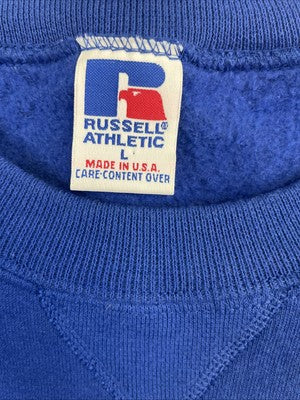 R
RUSSELL®
ATHLETIC
L
MADE IN U.S.A.
CARE-CONTENT OVER